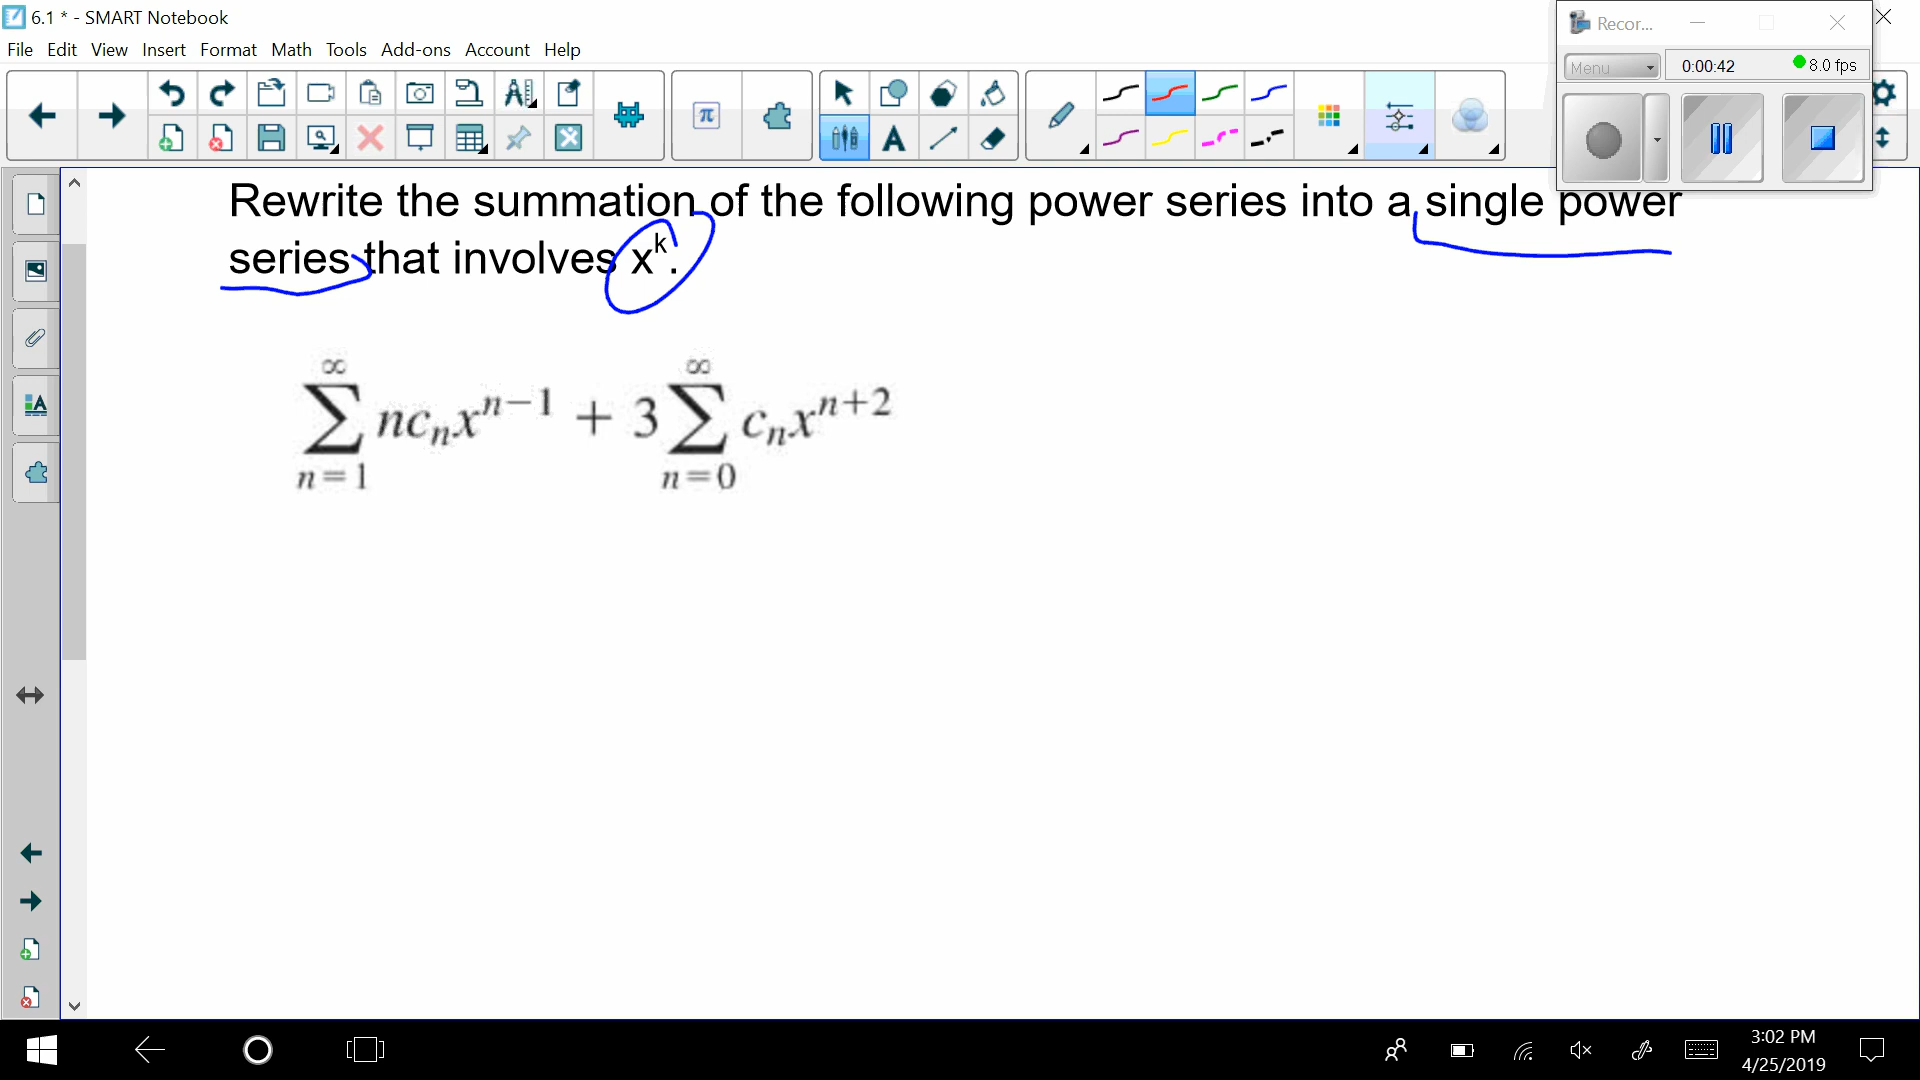 6.1 * - SMART Notebook
File Edit View Insert Format Math Tools Add-ons Account Help
Recor...
Menu
0:00:42
8.0 fps
π
A
Rewrite the summation of the following power series into a single power
series that involves x^k.
∞ ∞
∑ nc_n x^{n−1} + 3 ∑ c_n x^{n+2}
n=1 n=0
A
3:02 PM
4/25/2019